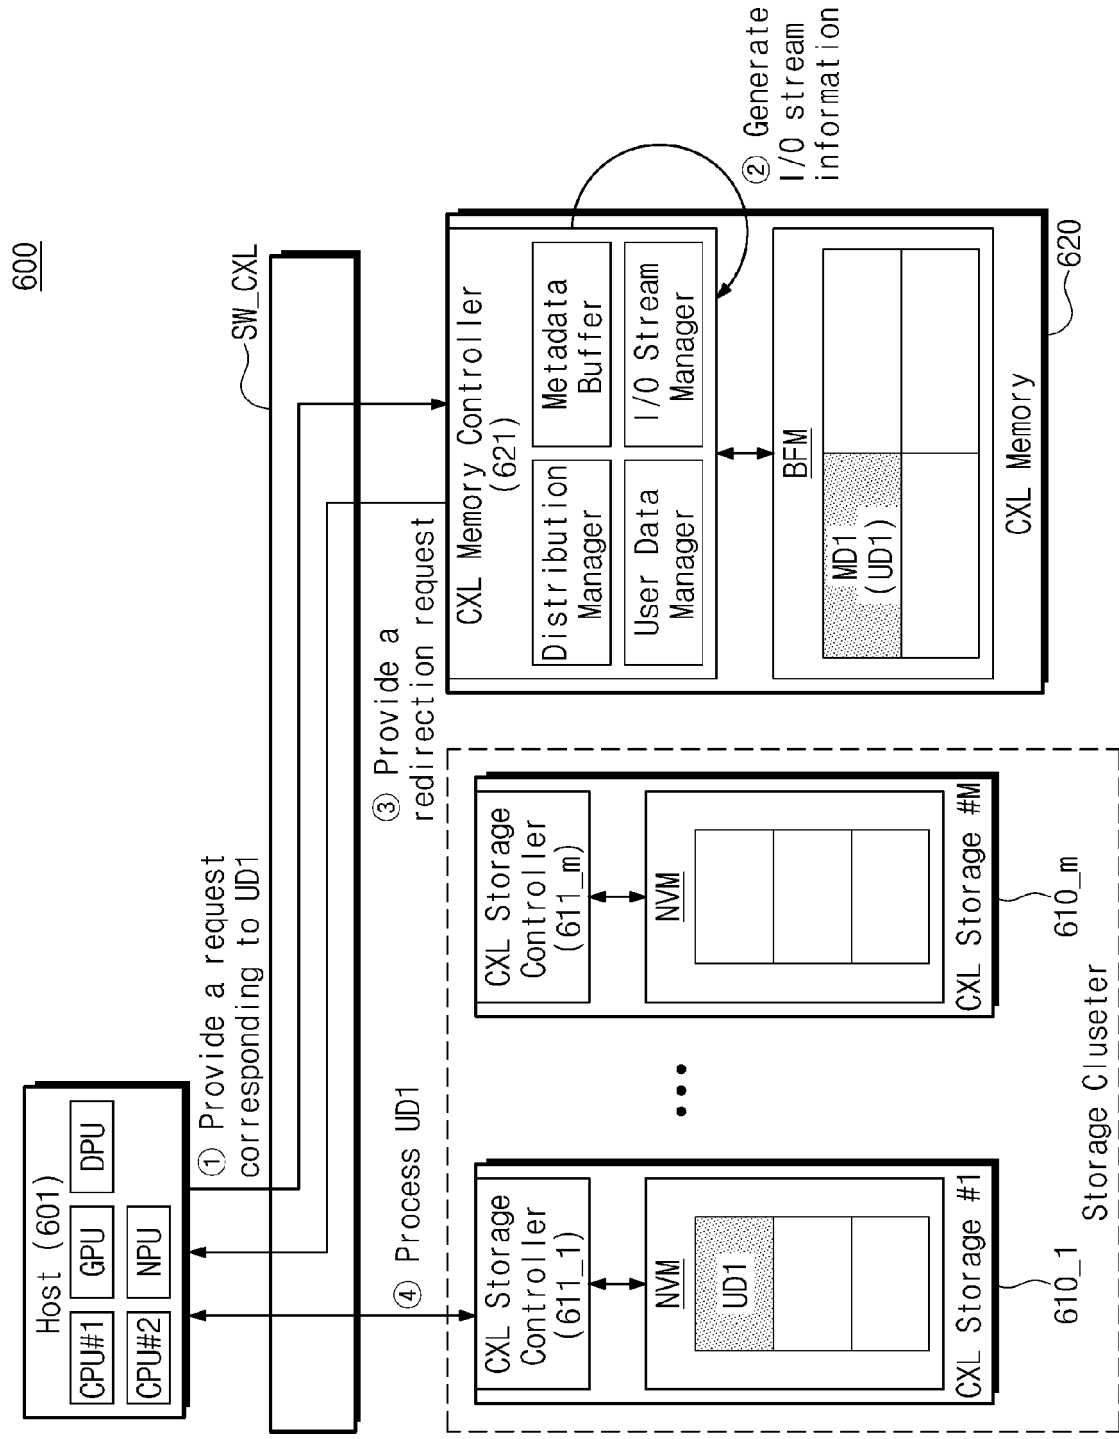 600
Host (601)
CPU#1
GPU
DPU
CPU#2
NPU
① Provide a request
corresponding to UD1
SW_CXL
③ Provide a
redirection request
④ Process UD1
CXL Storage
Controller
(611_1)
NVM
UD1
CXL Storage #1
610_1
CXL Storage
Controller
(611_m)
NVM
CXL Storage #M
610_m
Storage Cluseter
CXL Memory Controller
(621)
Distribution
Manager
Metadata
Buffer
User Data
Manager
I/O Stream
Manager
② Generate
I/O stream
information
BFM
MD1
(UD1)
CXL Memory
620